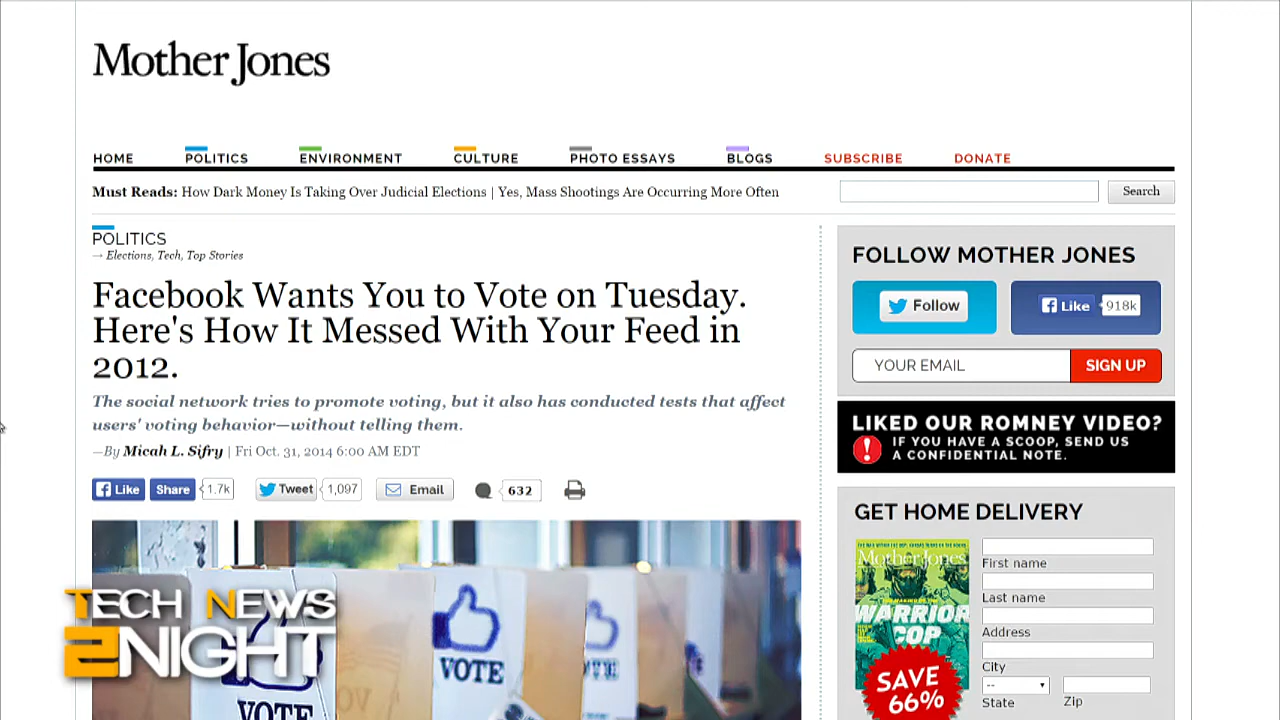 Mother Jones
HOME POLITICS ENVIRONMENT CULTURE PHOTO ESSAYS BLOGS SUBSCRIBE DONATE
Must Reads: How Dark Money Is Taking Over Judicial Elections | Yes, Mass Shootings Are Occurring More Often
Search
POLITICS
→ Elections, Tech, Top Stories
Facebook Wants You to Vote on Tuesday.
Here's How It Messed With Your Feed in
2012.
The social network tries to promote voting, but it also has conducted tests that affect
users' voting behavior—without telling them.
—By Micah L. Sifry | Fri Oct. 31, 2014 6:00 AM EDT
Like Share 1.7k Tweet 1,097 Email 632
VOTE
VOTE
TECH NEWS
2NIGHT
FOLLOW MOTHER JONES
Follow Like 918k
YOUR EMAIL SIGN UP
LIKED OUR ROMNEY VIDEO?
IF YOU HAVE A SCOOP, SEND US
A CONFIDENTIAL NOTE.
GET HOME DELIVERY
Mother Jones
WARRIOR
COP
SAVE
66%
First name
Last name
Address
City
--
State Zip